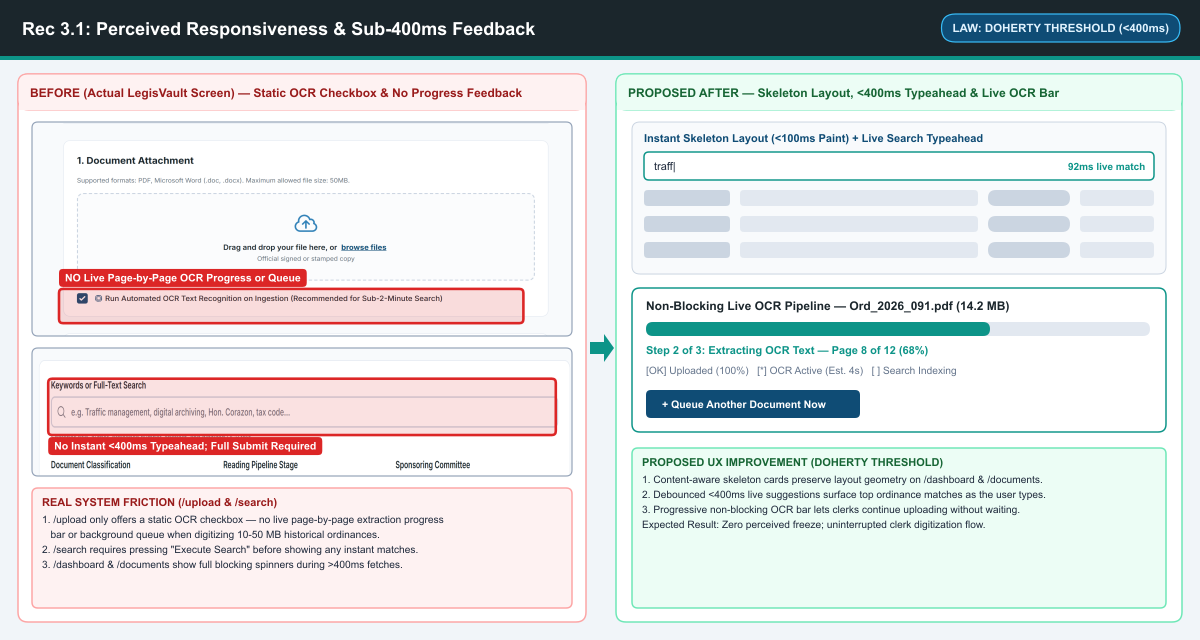 Rec 3.1: Perceived Responsiveness & Sub-400ms Feedback
LAW: DOHERTY THRESHOLD (<400ms)
BEFORE (Actual LegisVault Screen) — Static OCR Checkbox & No Progress Feedback
1. Document Attachment
Supported formats: PDF, Microsoft Word (.doc, .docx). Maximum allowed file size: 50MB.
Drag and drop your file here, or browse files
Official signed or stamped copy
NO Live Page-by-Page OCR Progress or Queue
Run Automated OCR Text Recognition on Ingestion (Recommended for Sub-2-Minute Search)
Keywords or Full-Text Search
e.g. Traffic management, digital archiving, Hon. Corazon, tax code...
No Instant <400ms Typeahead; Full Submit Required
Document Classification
Reading Pipeline Stage
Sponsoring Committee
REAL SYSTEM FRICTION (/upload & /search)
1. /upload only offers a static OCR checkbox — no live page-by-page extraction progress
bar or background queue when digitizing 10-50 MB historical ordinances.
2. /search requires pressing "Execute Search" before showing any instant matches.
3. /dashboard & /documents show full blocking spinners during >400ms fetches.
PROPOSED AFTER — Skeleton Layout, <400ms Typeahead & Live OCR Bar
Instant Skeleton Layout (<100ms Paint) + Live Search Typeahead
traff|
92ms live match
Non-Blocking Live OCR Pipeline — Ord_2026_091.pdf (14.2 MB)
Step 2 of 3: Extracting OCR Text — Page 8 of 12 (68%)
[OK] Uploaded (100%) [*] OCR Active (Est. 4s) [ ] Search Indexing
+ Queue Another Document Now
PROPOSED UX IMPROVEMENT (DOHERTY THRESHOLD)
1. Content-aware skeleton cards preserve layout geometry on /dashboard & /documents.
2. Debounced <400ms live suggestions surface top ordinance matches as the user types.
3. Progressive non-blocking OCR bar lets clerks continue uploading without waiting.
Expected Result: Zero perceived freeze; uninterrupted clerk digitization flow.